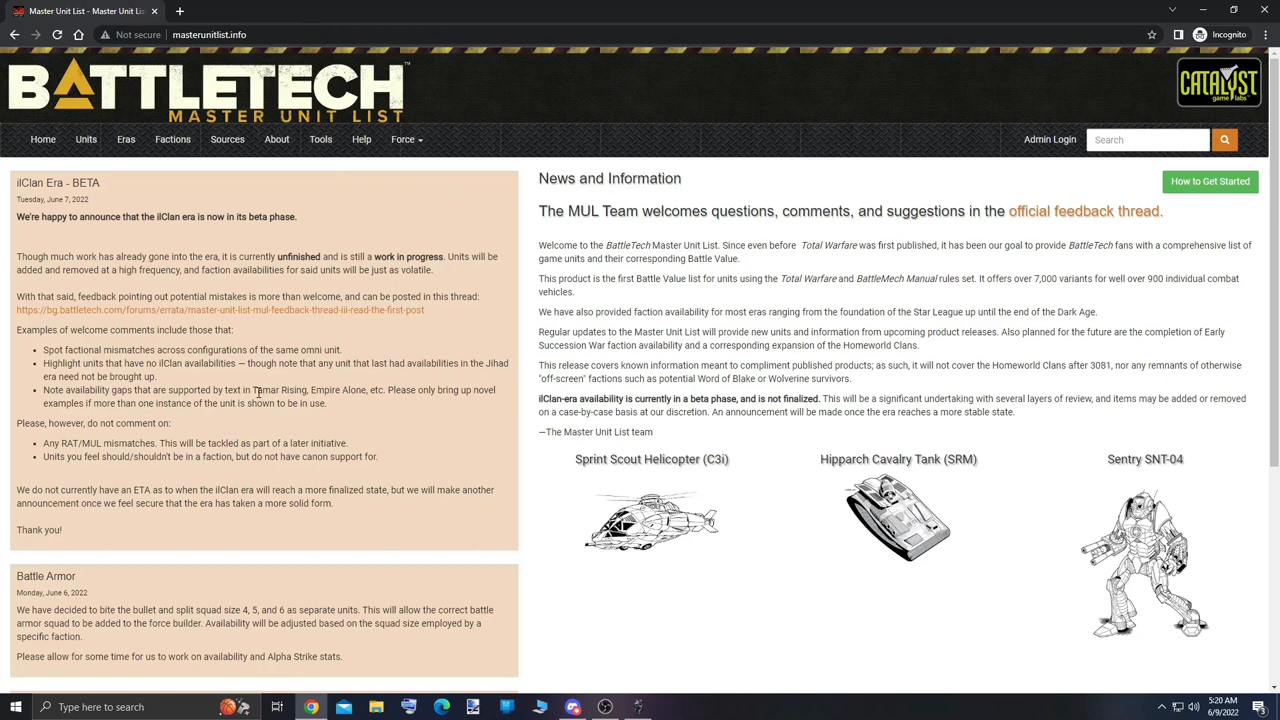 Master Unit List - Master Uni
Not secure
masterunitlist.info
Incognito
BATTLETECH™
MASTER UNIT LIST
CATALYST
game labs™
Home Units Eras Factions Sources About Tools Help Force Admin Login Search
ilClan Era - BETA
Tuesday, June 7, 2022
We're happy to announce that the ilClan era is now in its beta phase.
Though much work has already gone into the era, it is currently unfinished and is still a work in progress. Units will be
added and removed at a high frequency, and faction availabilities for said units will be just as volatile.
With that said, feedback pointing out potential mistakes is more than welcome, and can be posted in this thread:
https://bg.battletech.com/forums/errata/master-unit-list-mul-feedback-thread-iii-read-the-first-post
Examples of welcome comments include those that:
• Spot factional mismatches across configurations of the same omni unit.
• Highlight units that have no ilClan availabilities — though note that any unit that last had availabilities in the Jihad
era need not be brought up.
• Note availability gaps that are supported by text in Tamar Rising, Empire Alone, etc. Please only bring up novel
examples if more than one instance of the unit is shown to be in use.
Please, however, do not comment on:
• Any RAT/MUL mismatches. This will be tackled as part of a later initiative.
• Units you feel should/shouldn't be in a faction, but do not have canon support for.
We do not currently have an ETA as to when the ilClan era will reach a more finalized state, but we will make another
announcement once we feel secure that the era has taken a more solid form.
Thank you!
Battle Armor
Monday, June 6, 2022
We have decided to bite the bullet and split squad size 4, 5, and 6 as separate units. This will allow the correct battle
armor squad to be added to the force builder. Availability will be adjusted based on the squad size employed by a
specific faction.
Please allow for some time for us to work on availability and Alpha Strike stats.
News and Information
How to Get Started
The MUL Team welcomes questions, comments, and suggestions in the official feedback thread.
Welcome to the BattleTech Master Unit List. Since even before Total Warfare was first published, it has been our goal to provide BattleTech fans with a comprehensive list of
game units and their corresponding Battle Value.
This product is the first Battle Value list for units using the Total Warfare and BattleMech Manual rules set. It offers over 7,000 variants for well over 900 individual combat
vehicles.
We have also provided faction availability for most eras ranging from the foundation of the Star League up until the end of the Dark Age.
Regular updates to the Master Unit List will provide new units and information from upcoming product releases. Also planned for the future are the completion of Early
Succession War faction availability and a corresponding expansion of the Homeworld Clans.
This release covers known information meant to compliment published products; as such, it will not cover the Homeworld Clans after 3081, nor any remnants of otherwise
"off-screen" factions such as potential Word of Blake or Wolverine survivors.
ilClan-era availability is currently in a beta phase, and is not finalized. This will be a significant undertaking with several layers of review, and items may be added or removed
on a case-by-case basis at our discretion. An announcement will be made once the era reaches a more stable state.
—The Master Unit List team
Sprint Scout Helicopter (C3i)
Hipparch Cavalry Tank (SRM)
Sentry SNT-04
Type here to search
5:20 AM
6/9/2022